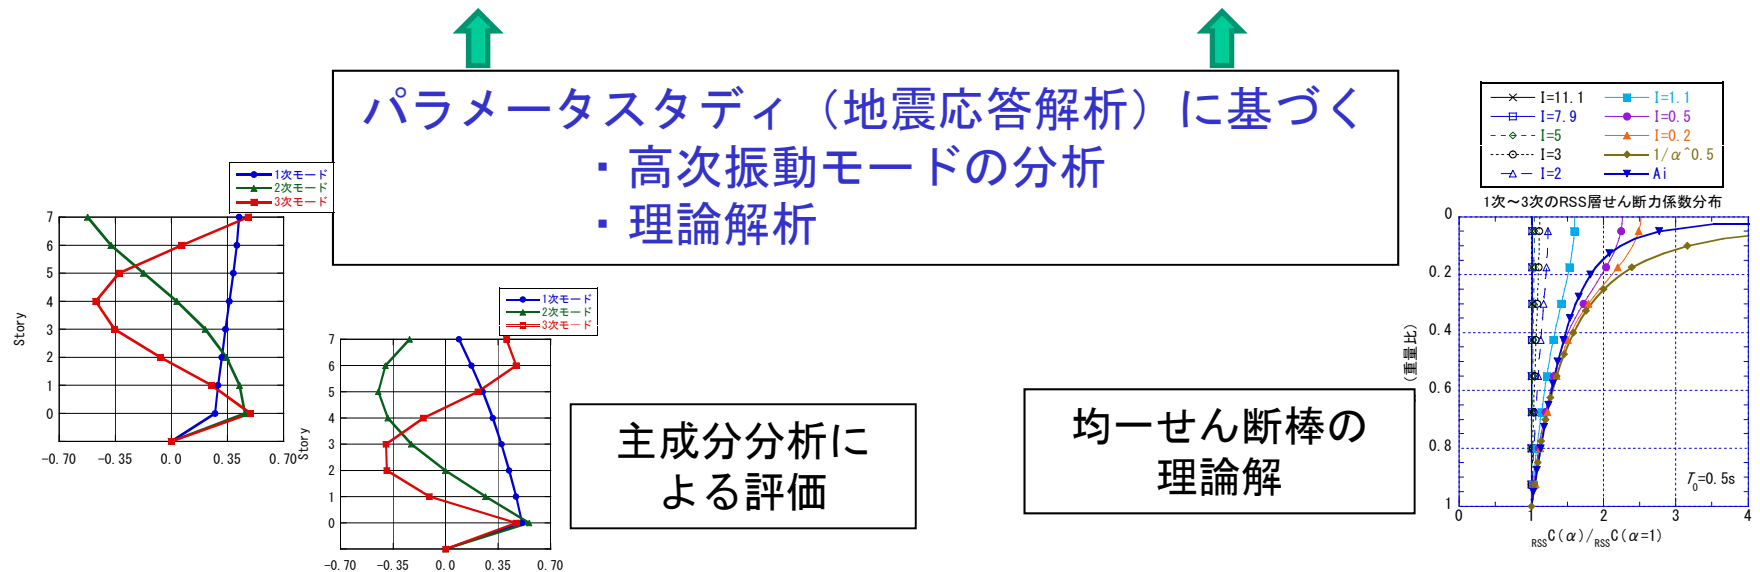 パラメータスタディ（地震応答解析）に基づく
・高次振動モードの分析
・理論解析
1次モード
2次モード
3次モード
7
6
5
4
3
2
1
0
Story
-0.70 -0.35 0.0 0.35 0.70
1次モード
2次モード
3次モード
7
6
5
4
3
2
1
0
Story
-0.70 -0.35 0.0 0.35 0.70
主成分分析に
よる評価
均一せん断棒の
理論解
I=11.1 I=1.1
I=7.9 I=0.5
I=5 I=0.2
I=3 1/α^0.5
I=2 Ai
1次～3次のRSS層せん断力係数分布
0
0.2
0.4
0.6
0.8
1
(重量比)
T0=0.5s
0 1 2 3 4
RSSC(α)/RSSC(α=1)